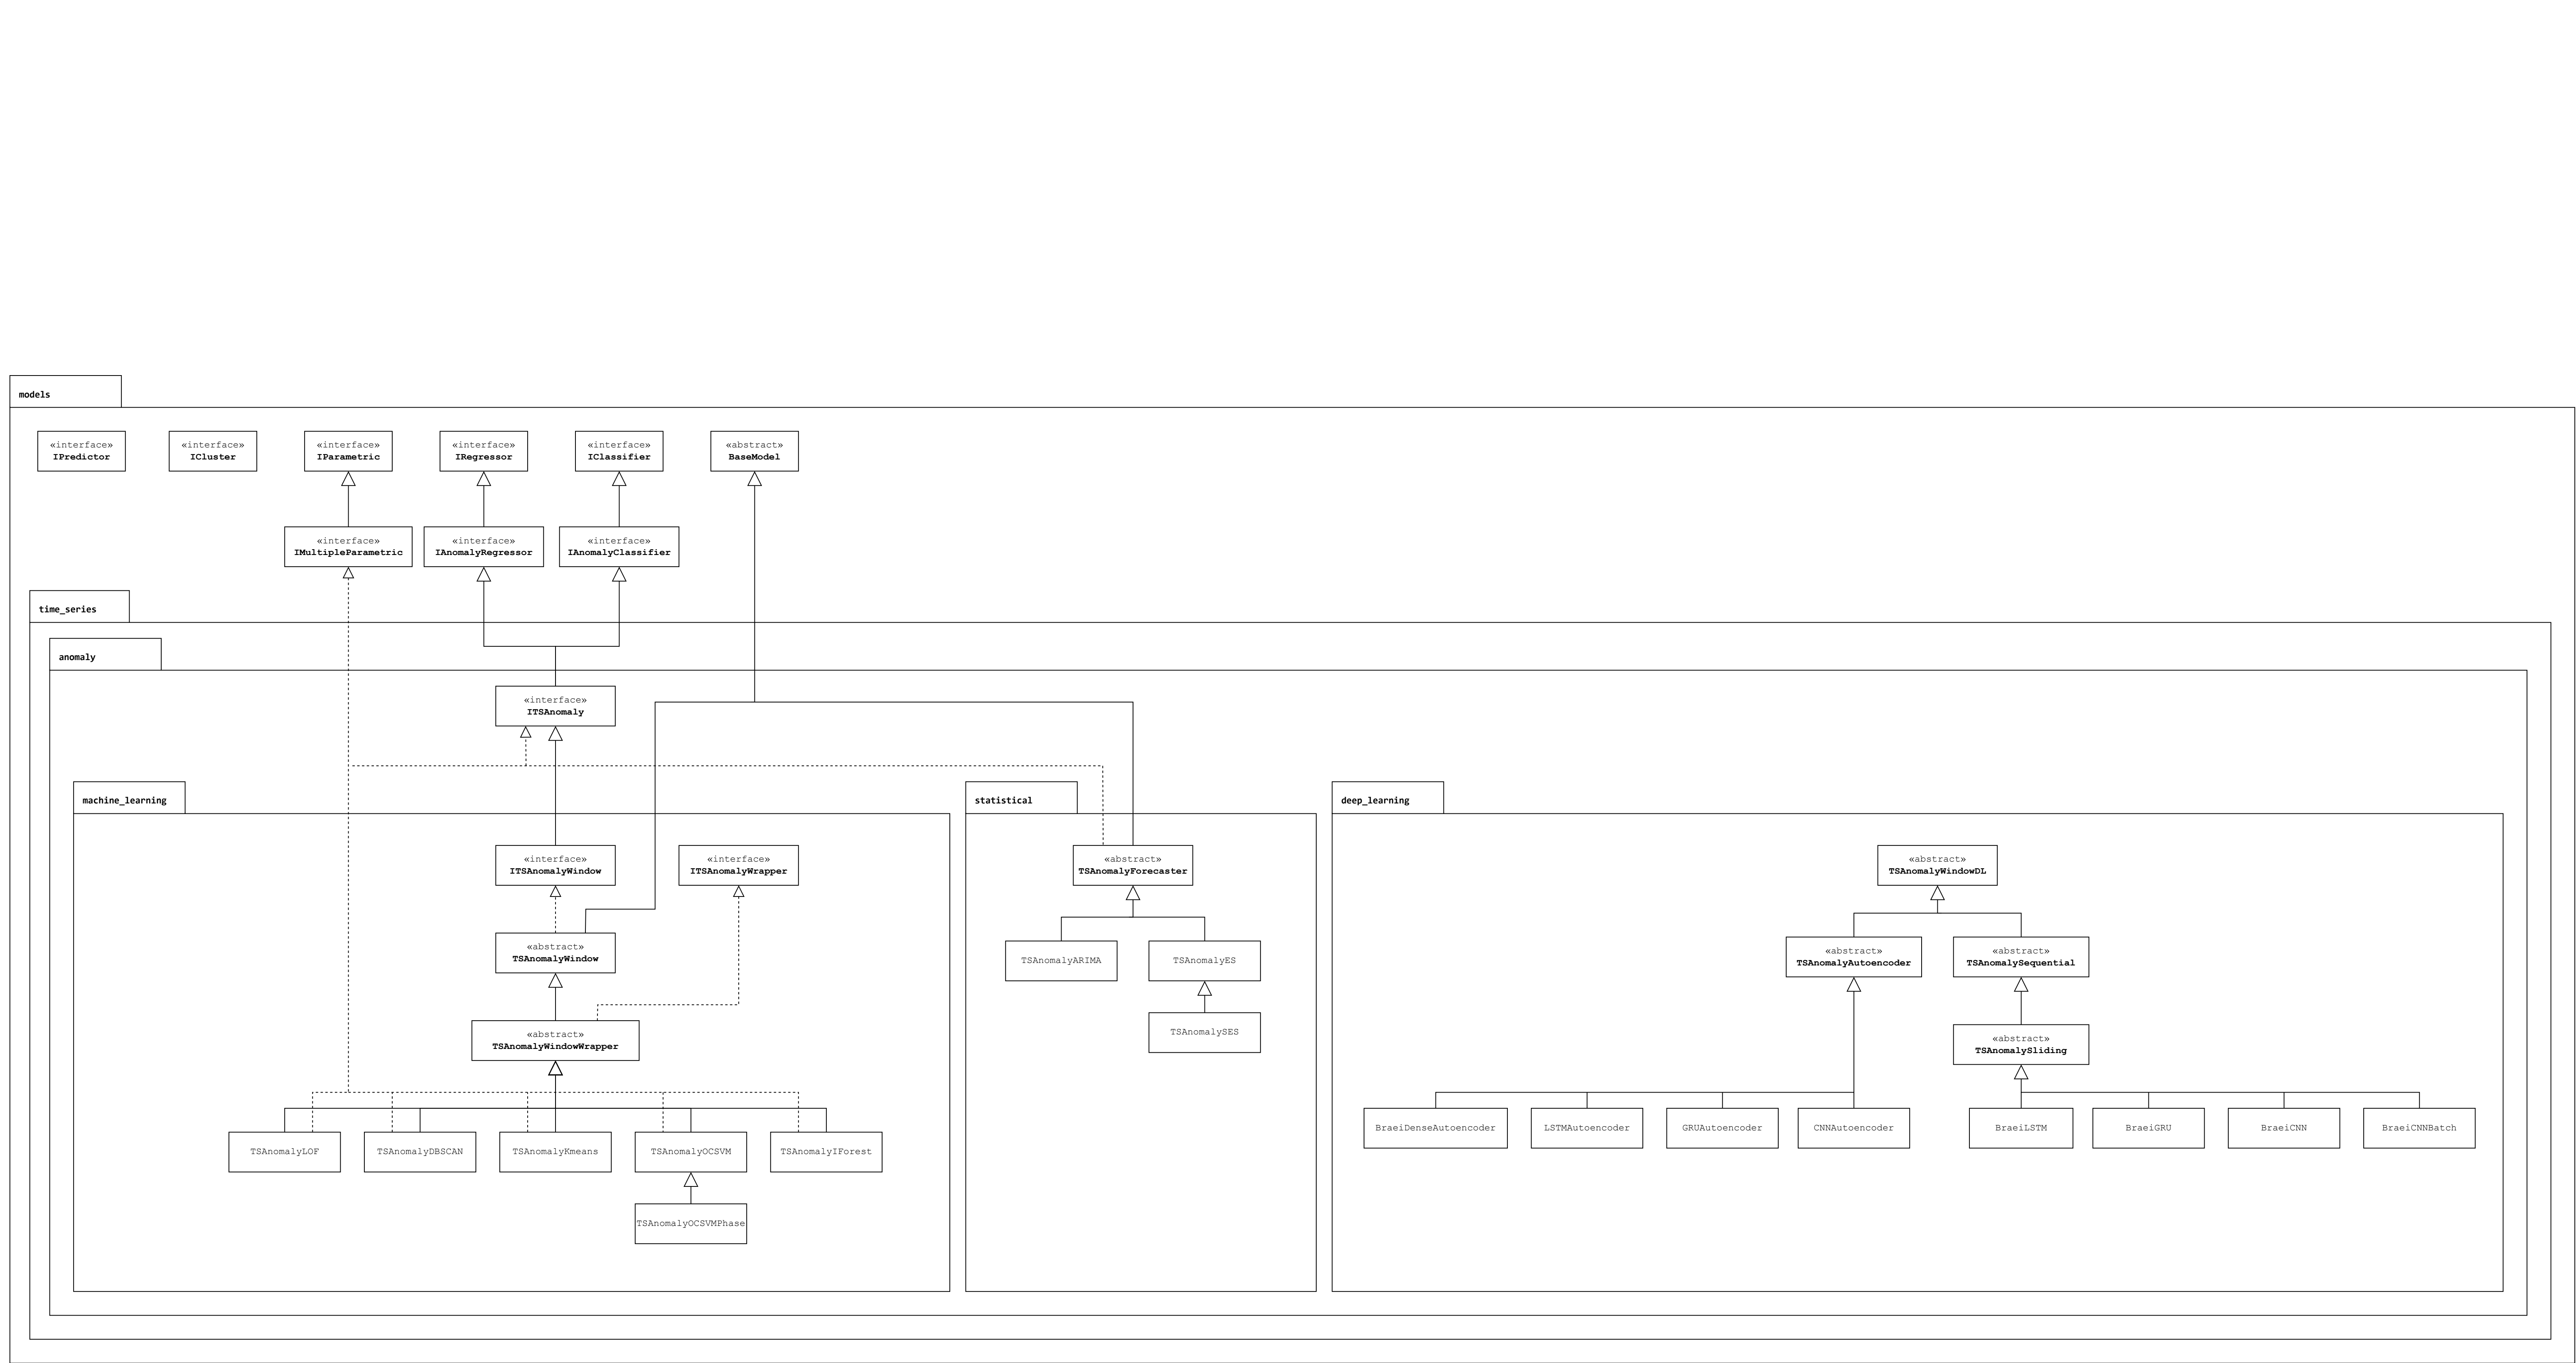 models
«interface»
IPredictor
«interface»
ICluster
«interface»
IParametric
«interface»
IRegressor
«interface»
IClassifier
«abstract»
BaseModel
«interface»
IMultipleParametric
«interface»
IAnomalyRegressor
«interface»
IAnomalyClassifier
time_series
anomaly
«interface»
ITSAnomaly
machine_learning
«interface»
ITSAnomalyWindow
«interface»
ITSAnomalyWrapper
«abstract»
TSAnomalyWindow
«abstract»
TSAnomalyWindowWrapper
TSAnomalyLOF
TSAnomalyDBSCAN
TSAnomalyKmeans
TSAnomalyOCSVM
TSAnomalyIForest
TSAnomalyOCSVMPhase
statistical
«abstract»
TSAnomalyForecaster
TSAnomalyARIMA
TSAnomalyES
TSAnomalySES
deep_learning
«abstract»
TSAnomalyWindowDL
«abstract»
TSAnomalyAutoencoder
«abstract»
TSAnomalySequential
«abstract»
TSAnomalySliding
BraeiDenseAutoencoder
LSTMAutoencoder
GRUAutoencoder
CNNAutoencoder
BraeiLSTM
BraeiGRU
BraeiCNN
BraeiCNNBatch